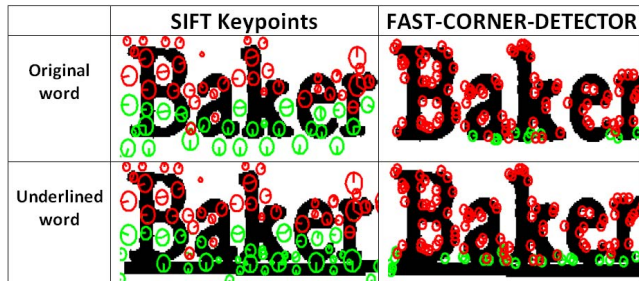 SIFT Keypoints FAST-CORNER-DETECTOR
Original
word
Baker Baker
Underlined
word
Baker Baker